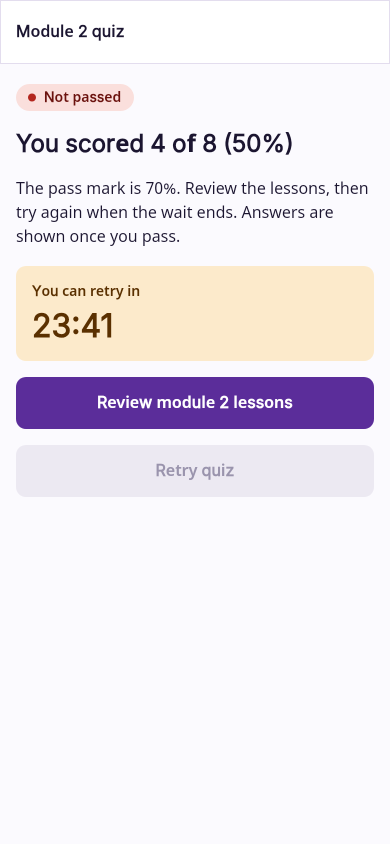 Module 2 quiz
Not passed
You scored 4 of 8 (50%)
The pass mark is 70%. Review the lessons, then
try again when the wait ends. Answers are
shown once you pass.
You can retry in
23:41
Review module 2 lessons
Retry quiz